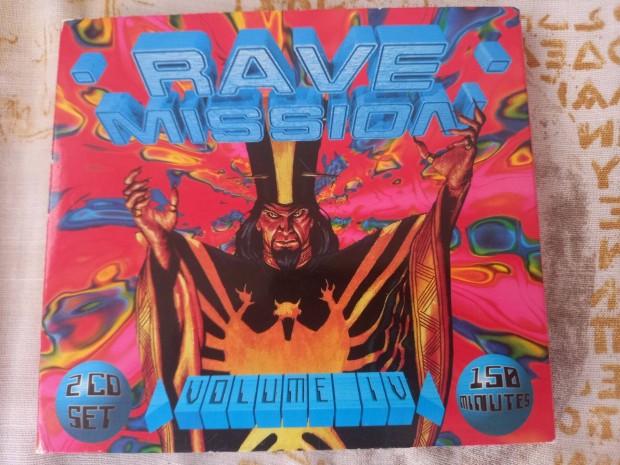 RAVE
MISSION
VOLUME IV
2 CD
SET
150
MINUTES